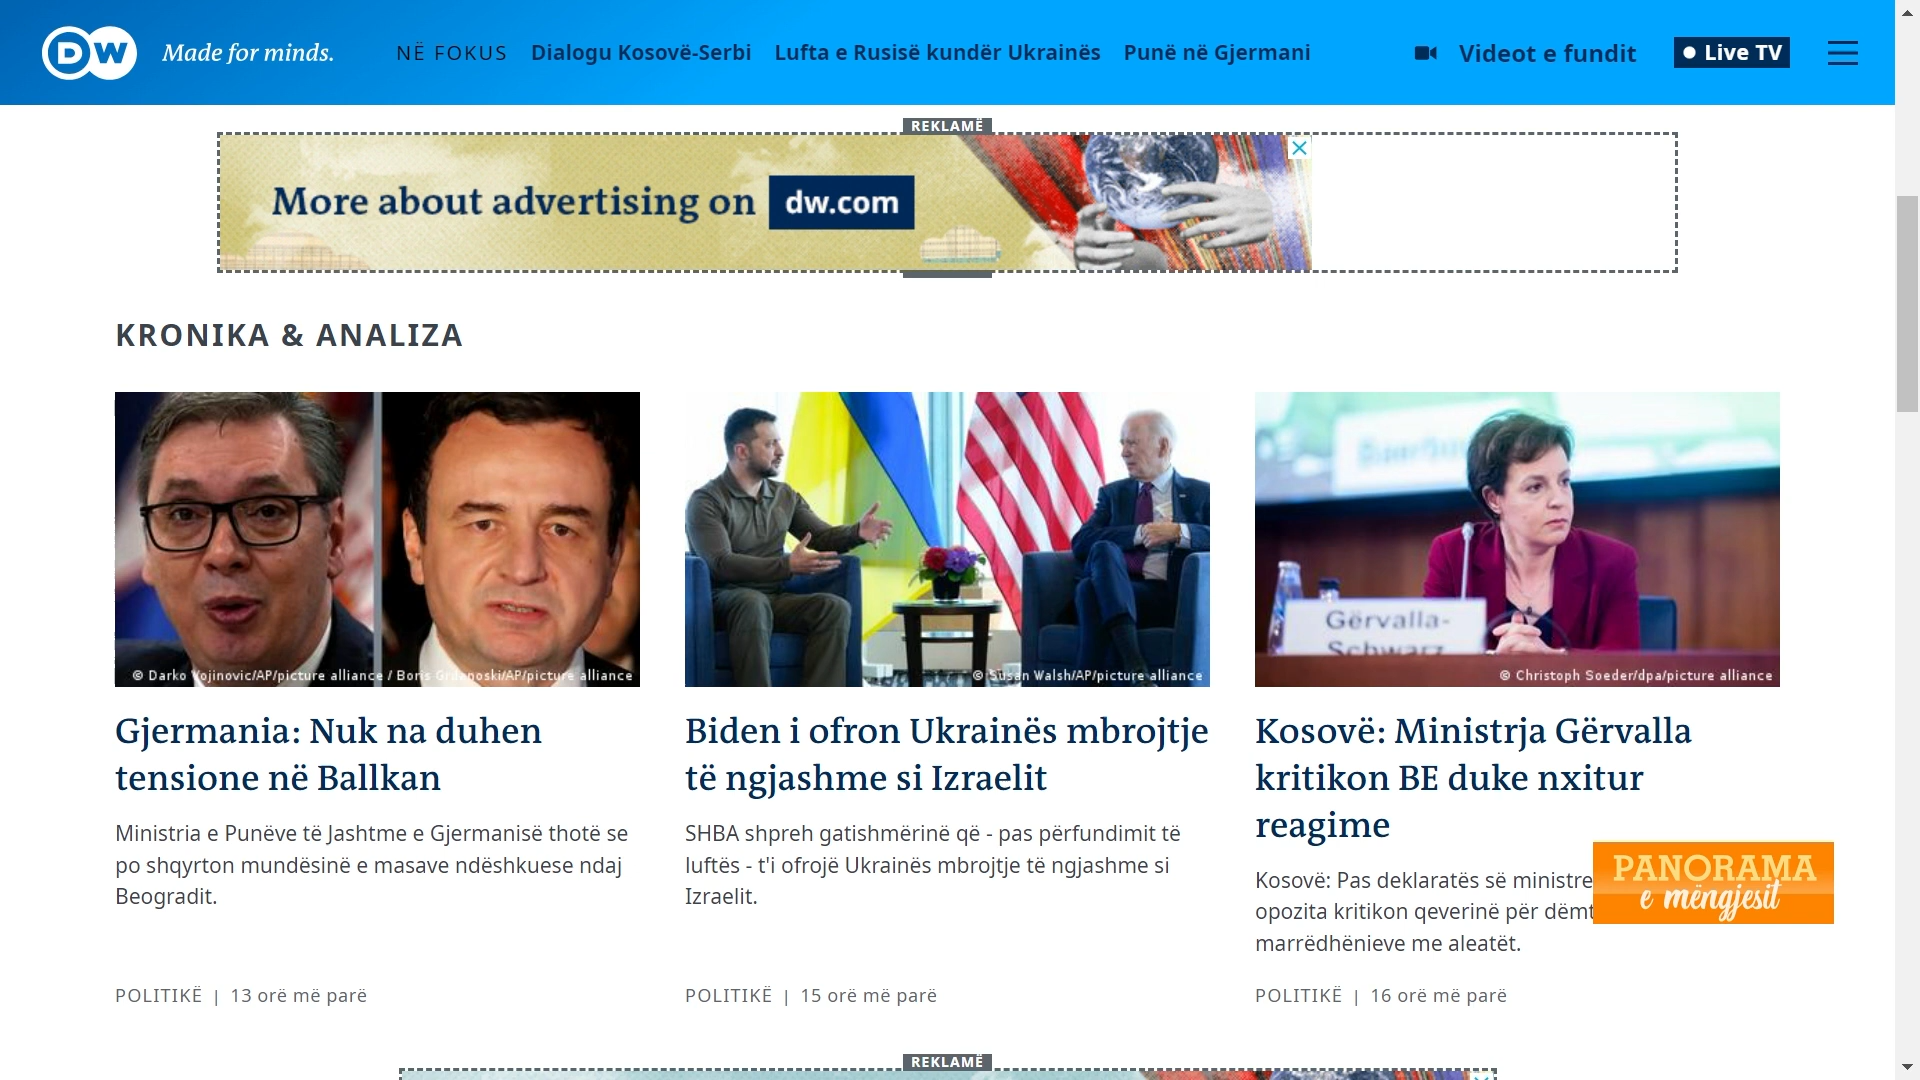 DW Made for minds. NË FOKUS Dialogu Kosovë-Serbi Lufta e Rusisë kundër Ukrainës Punë në Gjermani Videot e fundit Live TV
REKLAMË
More about advertising on dw.com
KRONIKA & ANALIZA
Gërvalla-
Schwarz
© Darko Vojinovic/AP/picture alliance / Boris Grdanoski/AP/picture alliance
© Susan Walsh/AP/picture alliance
© Christoph Soeder/dpa/picture alliance
Gjermania: Nuk na duhen
tensione në Ballkan
Ministria e Punëve të Jashtme e Gjermanisë thotë se
po shqyrton mundësinë e masave ndëshkuese ndaj
Beogradit.
POLITIKË | 13 orë më parë
Biden i ofron Ukrainës mbrojtje
të ngjashme si Izraelit
SHBA shpreh gatishmërinë që - pas përfundimit të
luftës - t'i ofrojë Ukrainës mbrojtje të ngjashme si
Izraelit.
POLITIKË | 15 orë më parë
Kosovë: Ministrja Gërvalla
kritikon BE duke nxitur
reagime
Kosovë: Pas deklaratës së ministre
opozita kritikon qeverinë për dëmt
marrëdhënieve me aleatët.
POLITIKË | 16 orë më parë
PANORAMA
e mëngjesit
REKLAMË